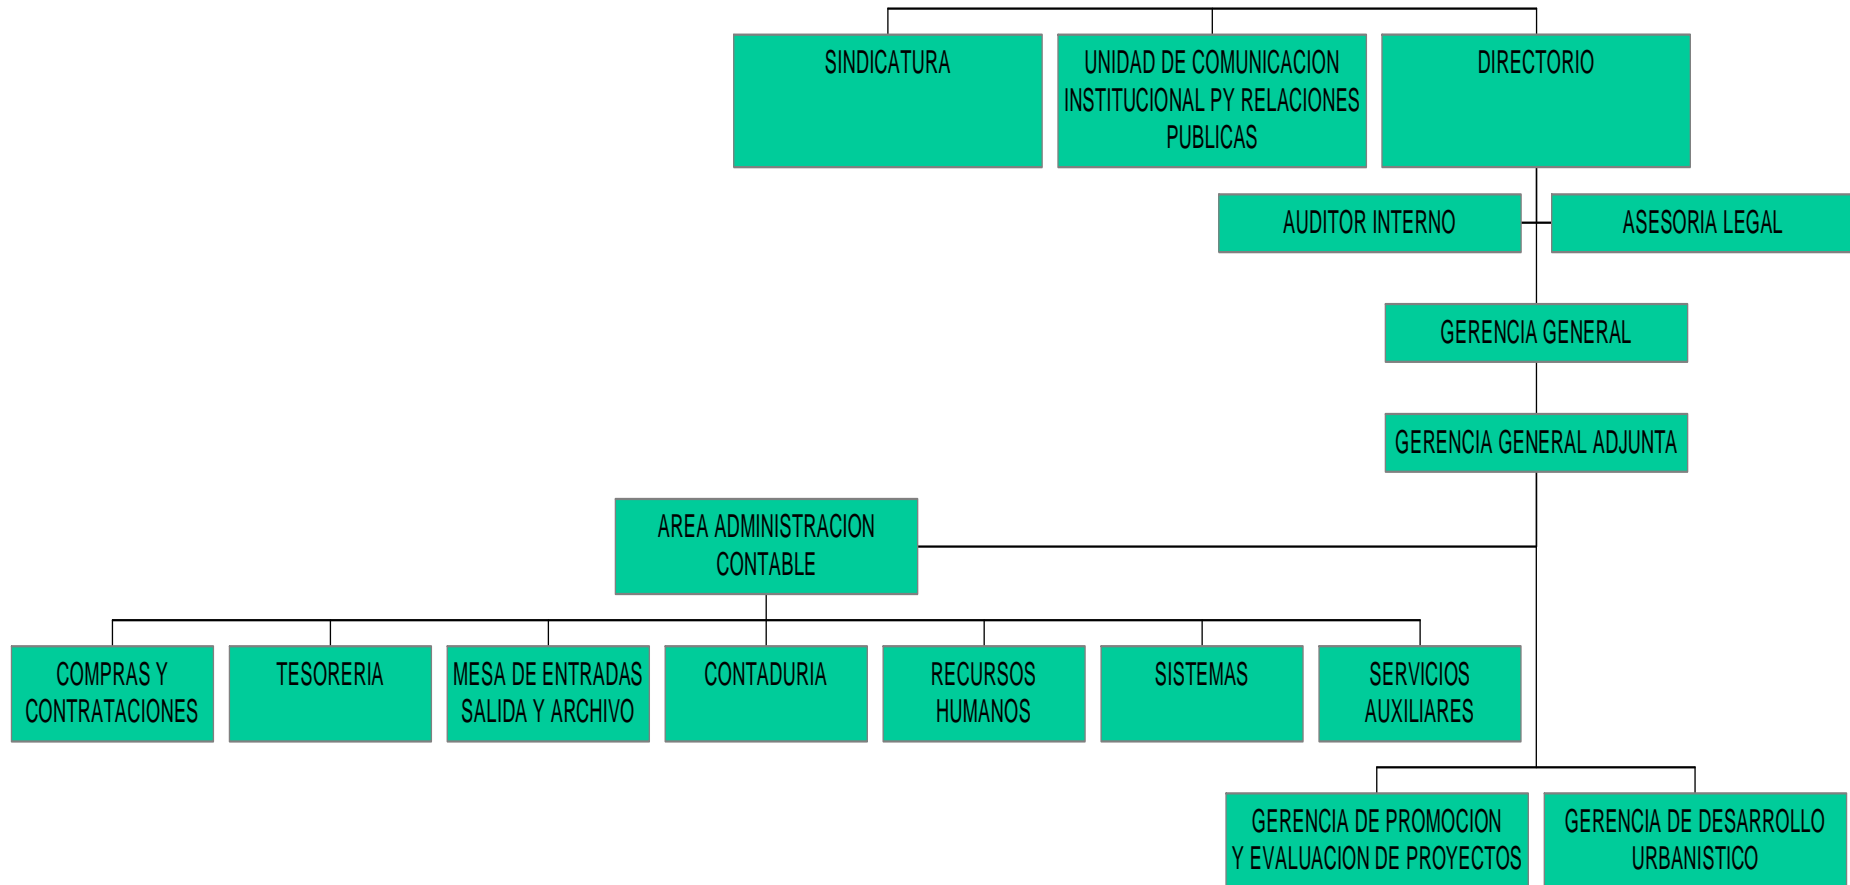 SINDICATURA
UNIDAD DE COMUNICACION
INSTITUCIONAL PY RELACIONES
PUBLICAS
DIRECTORIO
AUDITOR INTERNO
ASESORIA LEGAL
GERENCIA GENERAL
GERENCIA GENERAL ADJUNTA
AREA ADMINISTRACION
CONTABLE
COMPRAS Y
CONTRATACIONES
TESORERIA
MESA DE ENTRADAS
SALIDA Y ARCHIVO
CONTADURIA
RECURSOS
HUMANOS
SISTEMAS
SERVICIOS
AUXILIARES
GERENCIA DE PROMOCION
Y EVALUACION DE PROYECTOS
GERENCIA DE DESARROLLO
URBANISTICO